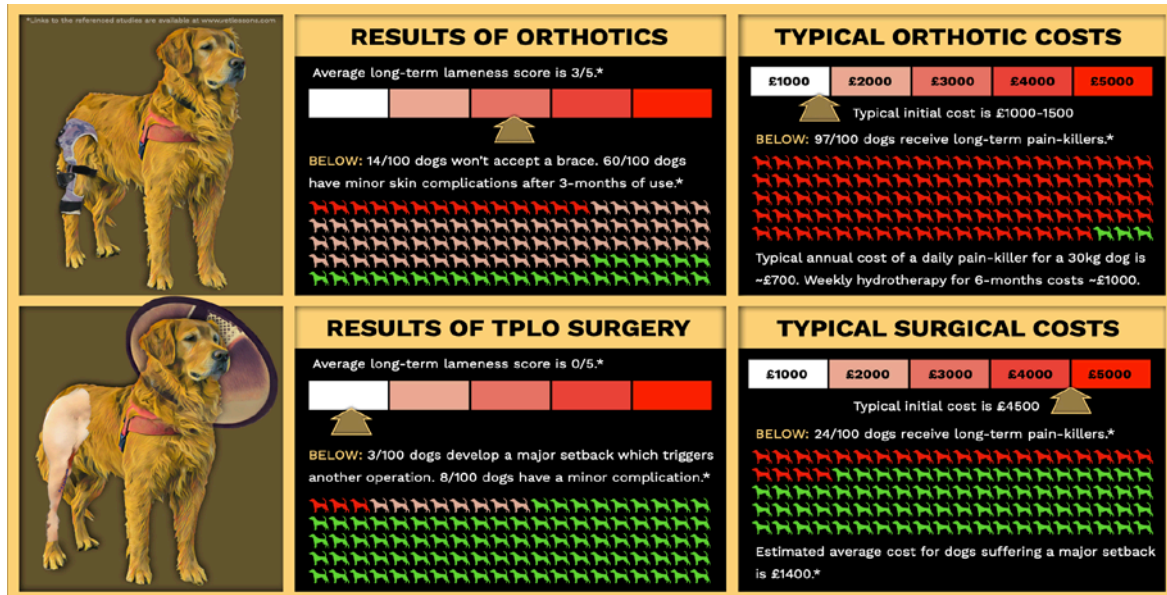 *Links to the referenced studies are available at www.vetlessons.com
RESULTS OF ORTHOTICS
Average long-term lameness score is 3/5.*
BELOW: 14/100 dogs won't accept a brace. 60/100 dogs
have minor skin complications after 3-months of use.*
TYPICAL ORTHOTIC COSTS
£1000 £2000 £3000 £4000 £5000
Typical initial cost is £1000-1500
BELOW: 97/100 dogs receive long-term pain-killers.*
Typical annual cost of a daily pain-killer for a 30kg dog is
~£700. Weekly hydrotherapy for 6-months costs ~£1000.
RESULTS OF TPLO SURGERY
Average long-term lameness score is 0/5.*
BELOW: 3/100 dogs develop a major setback which triggers
another operation. 8/100 dogs have a minor complication.*
TYPICAL SURGICAL COSTS
£1000 £2000 £3000 £4000 £5000
Typical initial cost is £4500
BELOW: 24/100 dogs receive long-term pain-killers.*
Estimated average cost for dogs suffering a major setback
is £1400.*